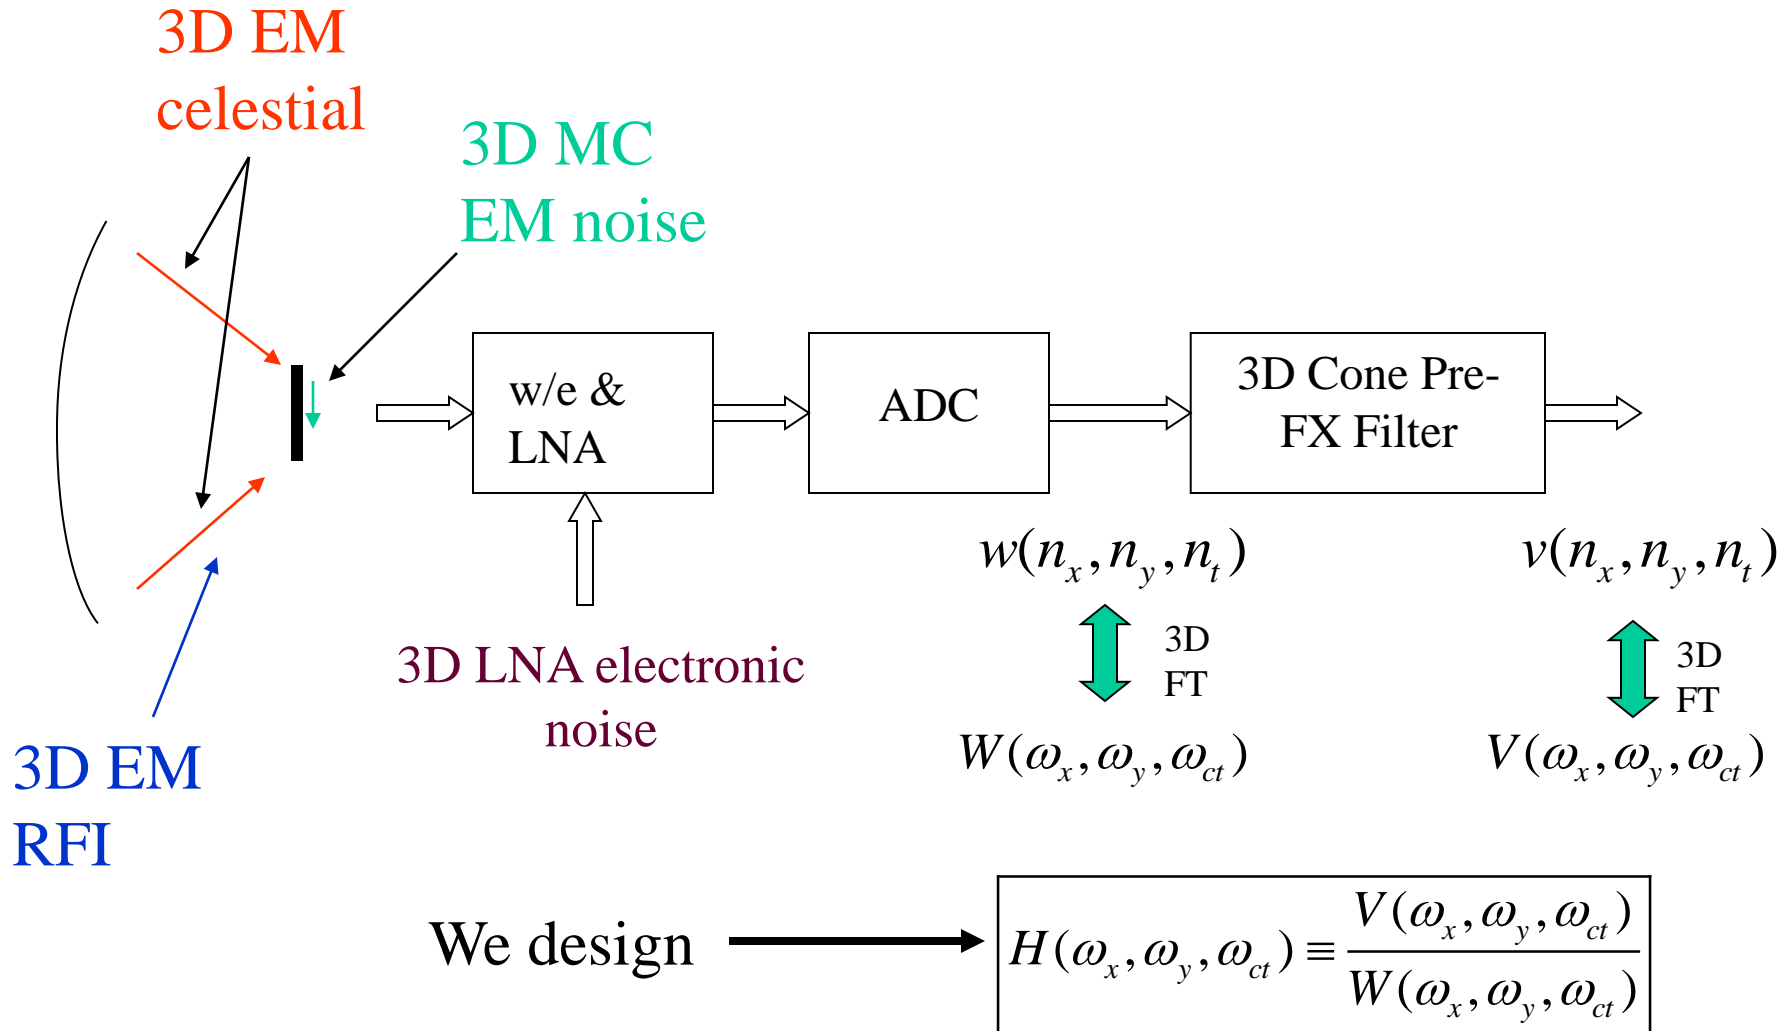 3D EM
celestial
3D MC
EM noise
w/e &
LNA
ADC
3D Cone Pre-
FX Filter
w(n_x, n_y, n_t)
v(n_x, n_y, n_t)
3D
FT
3D
FT
3D LNA electronic
noise
W(ω_x, ω_y, ω_ct)
V(ω_x, ω_y, ω_ct)
3D EM
RFI
We design
H(ω_x, ω_y, ω_ct) ≡ V(ω_x, ω_y, ω_ct) / W(ω_x, ω_y, ω_ct)